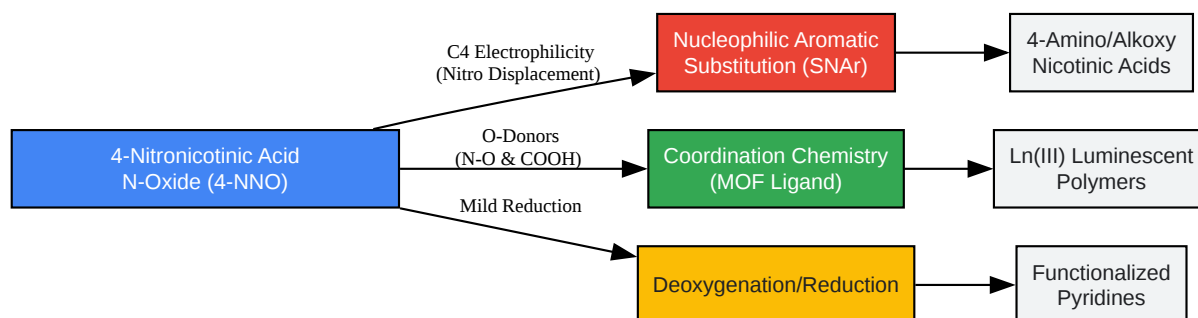 C4 Electrophilicity
(Nitro Displacement)
Nucleophilic Aromatic
Substitution (SNAr)
4-Amino/Alkoxy
Nicotinic Acids
4-Nitronicotinic Acid
N-Oxide (4-NNO)
O-Donors
(N-O & COOH)
Coordination Chemistry
(MOF Ligand)
Ln(III) Luminescent
Polymers
Mild Reduction
Deoxygenation/Reduction
Functionalized
Pyridines